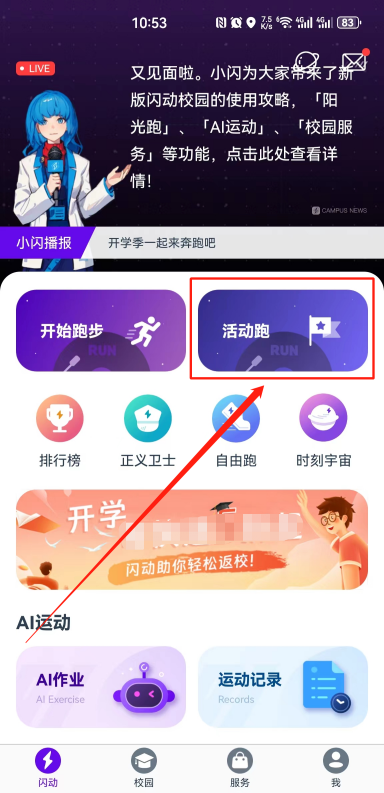 10:53
7.5 K/s
4G
4G
83
LIVE
又见面啦。小闪为大家带来了新
版闪动校园的使用攻略，「阳
光跑」、「AI运动」、「校园服
务」等功能，点击此处查看详
情！
CAMPUS NEWS
小闪播报
开学季一起来奔跑吧
开始跑步
RUN
活动跑
RUN
排行榜
正义卫士
自由跑
时刻宇宙
开学
闪动助你轻松返校!
AI运动
AI作业
AI Exercise
运动记录
Records
闪动
校园
服务
我